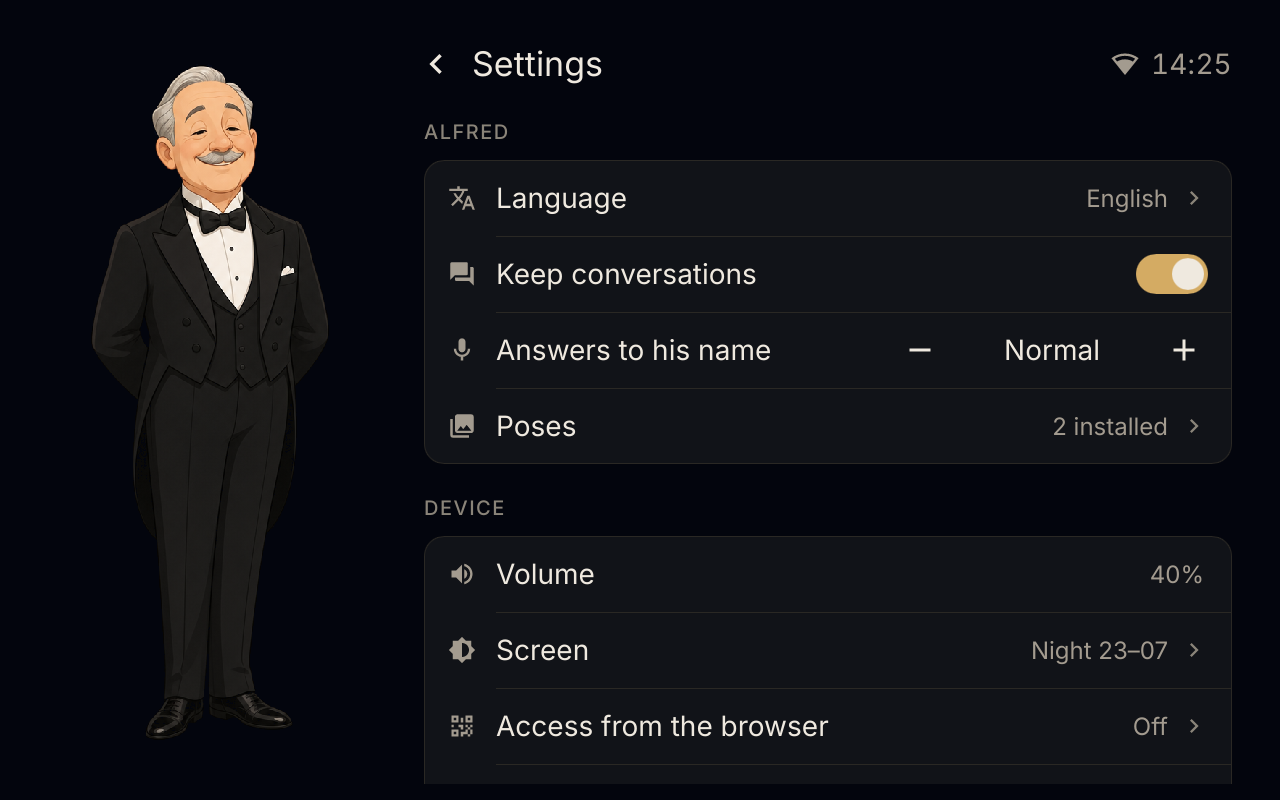 Settings
14:25
ALFRED
Language English
Keep conversations
Answers to his name − Normal +
Poses 2 installed
DEVICE
Volume 40%
Screen Night 23–07
Access from the browser Off